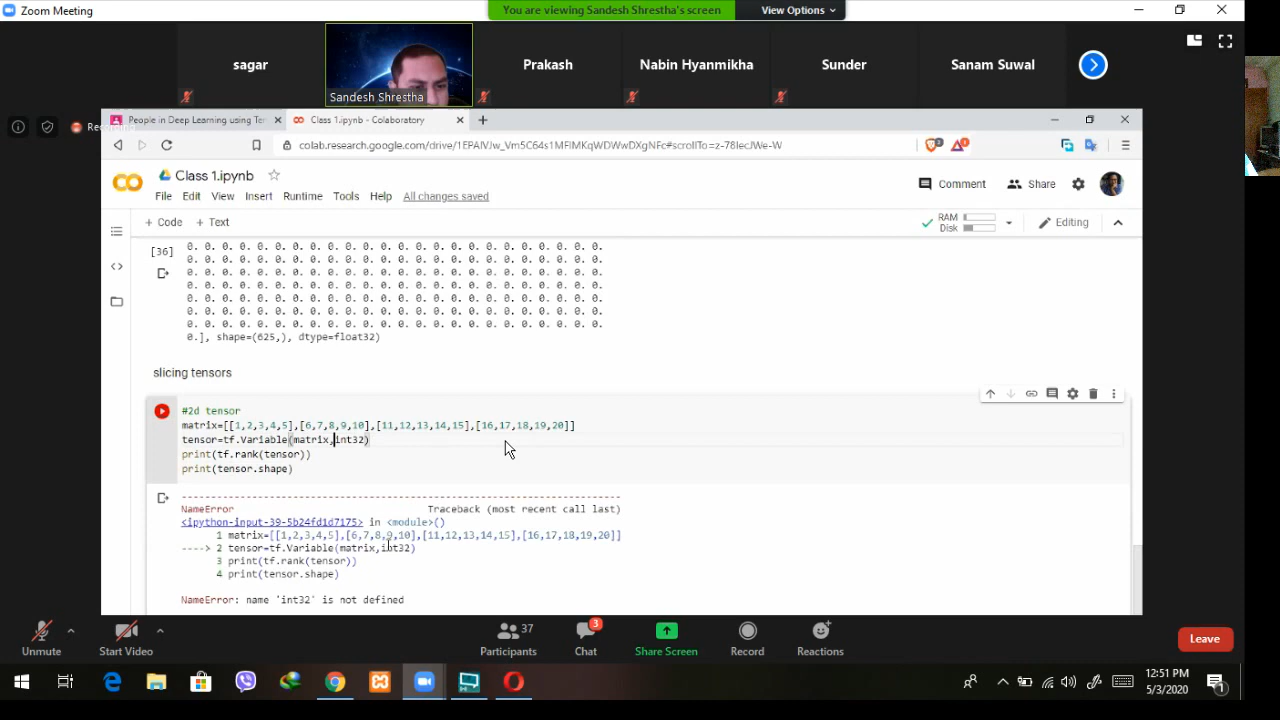 Zoom Meeting
You are viewing Sandesh Shrestha's screen
View Options
sagar
Prakash
Nabin Hyanmikha
Sunder
Sanam Suwal
Sandesh Shrestha
Recording
People in Deep Learning using Ter
Class 1.ipynb - Colaboratory
colab.research.google.com/drive/1EPAlVJw_Vm5C64s1MFIMKqWDWwDXgNFc#scrollTo=z-78IecJWe-W
Class 1.ipynb
Comment
Share
File Edit View Insert Runtime Tools Help All changes saved
+ Code + Text
RAM
Disk
Editing
[36]
0. 0. 0. 0. 0. 0. 0. 0. 0. 0. 0. 0. 0. 0. 0. 0. 0. 0. 0. 0. 0. 0. 0. 0.
0. 0. 0. 0. 0. 0. 0. 0. 0. 0. 0. 0. 0. 0. 0. 0. 0. 0. 0. 0. 0. 0. 0. 0.
0. 0. 0. 0. 0. 0. 0. 0. 0. 0. 0. 0. 0. 0. 0. 0. 0. 0. 0. 0. 0. 0. 0. 0.
0. 0. 0. 0. 0. 0. 0. 0. 0. 0. 0. 0. 0. 0. 0. 0. 0. 0. 0. 0. 0. 0. 0. 0.
0. 0. 0. 0. 0. 0. 0. 0. 0. 0. 0. 0. 0. 0. 0. 0. 0. 0. 0. 0. 0. 0. 0. 0.
0. 0. 0. 0. 0. 0. 0. 0. 0. 0. 0. 0. 0. 0. 0. 0. 0. 0. 0. 0. 0. 0. 0. 0.
0. 0. 0. 0. 0. 0. 0. 0. 0. 0. 0. 0. 0. 0. 0. 0. 0. 0. 0. 0. 0. 0. 0. 0.
0.], shape=(625,), dtype=float32)
slicing tensors
#2d tensor
matrix=[[1,2,3,4,5],[6,7,8,9,10],[11,12,13,14,15],[16,17,18,19,20]]
tensor=tf.Variable(matrix,int32)
print(tf.rank(tensor))
print(tensor.shape)
---------------------------------------------------------------------------
NameError Traceback (most recent call last)
<ipython-input-39-5b24fd1d7175> in <module>()
1 matrix=[[1,2,3,4,5],[6,7,8,9,10],[11,12,13,14,15],[16,17,18,19,20]]
----> 2 tensor=tf.Variable(matrix,int32)
3 print(tf.rank(tensor))
4 print(tensor.shape)
NameError: name 'int32' is not defined
Unmute
Start Video
37
Participants
3
Chat
Share Screen
Record
Reactions
Leave
12:51 PM
5/3/2020
1